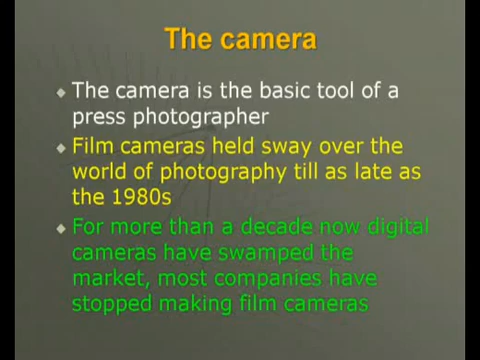 The camera
The camera is the basic tool of a
press photographer
Film cameras held sway over the
world of photography till as late as
the 1980s
For more than a decade now digital
cameras have swamped the
market, most companies have
stopped making film cameras